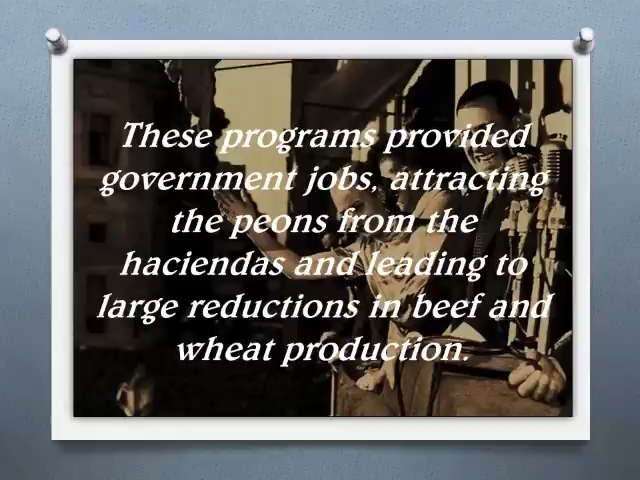 These programs provided
government jobs, attracting
the peons from the
haciendas and leading to
large reductions in beef and
wheat production.